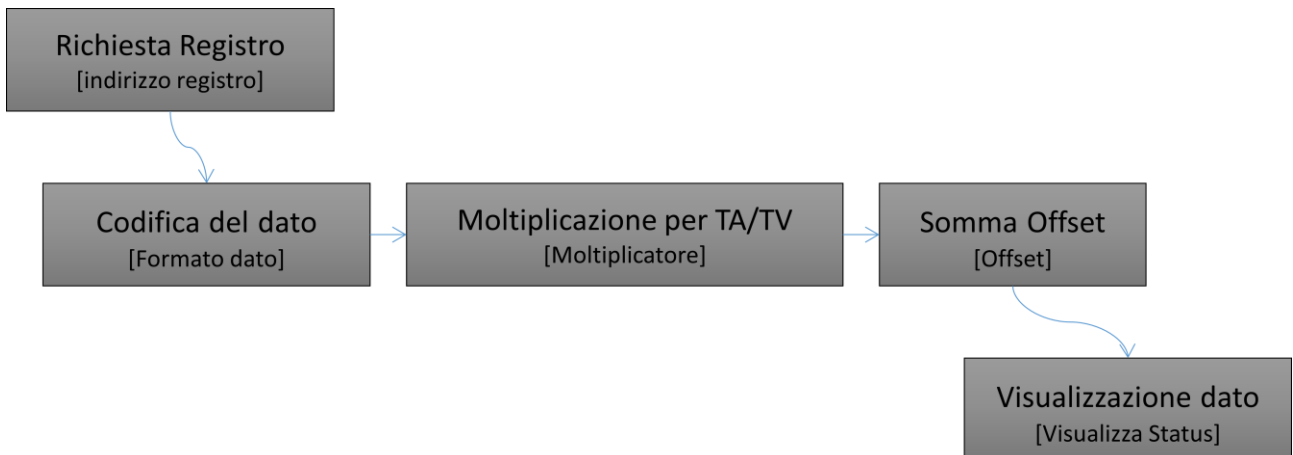 Richiesta Registro
[indirizzo registro]
Codifica del dato
[Formato dato]
Moltiplicazione per TA/TV
[Moltiplicatore]
Somma Offset
[Offset]
Visualizzazione dato
[Visualizza Status]